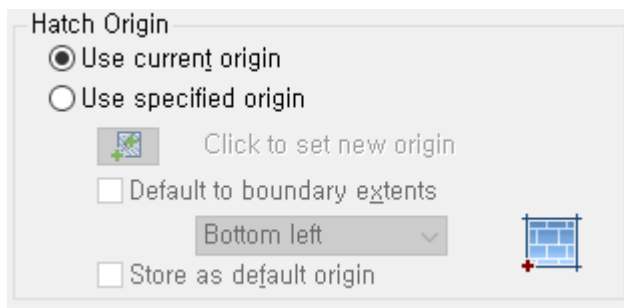 Hatch Origin
Use current origin
Use specified origin
Click to set new origin
Default to boundary extents
Bottom left
Store as default origin